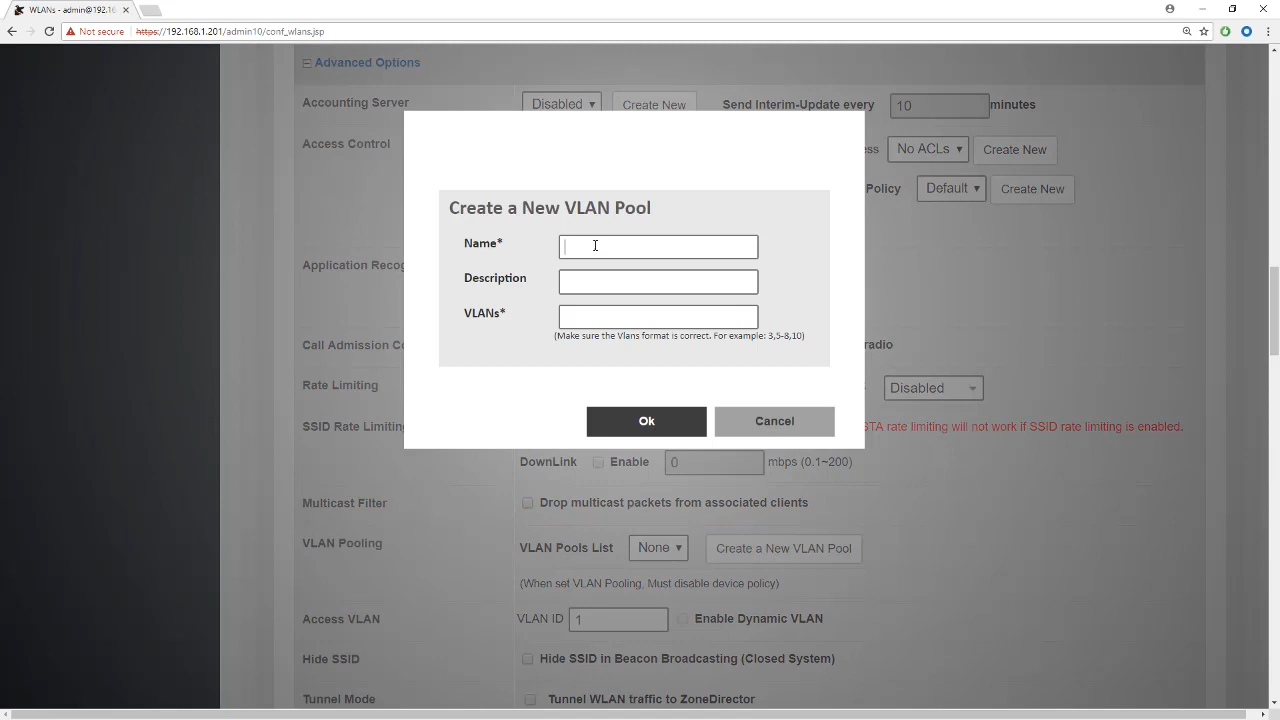 WLANs - admin@192.16
Not secure
https://192.168.1.201/admin10/conf_wlans.jsp
Advanced Options
Accounting Server
Disabled
Create New
Send Interim-Update every
10
minutes
Access Control
ss
No ACLs
Create New
Policy
Default
Create New
Create a New VLAN Pool
Name*
Description
VLANs*
(Make sure the Vlans format is correct. For example: 3,5-8,10)
Ok
Cancel
Application Recog
Call Admission Co
radio
Rate Limiting
Disabled
SSID Rate Limiting
STA rate limiting will not work if SSID rate limiting is enabled.
DownLink
Enable
0
mbps (0.1~200)
Multicast Filter
Drop multicast packets from associated clients
VLAN Pooling
VLAN Pools List
None
Create a New VLAN Pool
(When set VLAN Pooling, Must disable device policy)
Access VLAN
VLAN ID
1
Enable Dynamic VLAN
Hide SSID
Hide SSID in Beacon Broadcasting (Closed System)
Tunnel Mode
Tunnel WLAN traffic to ZoneDirector